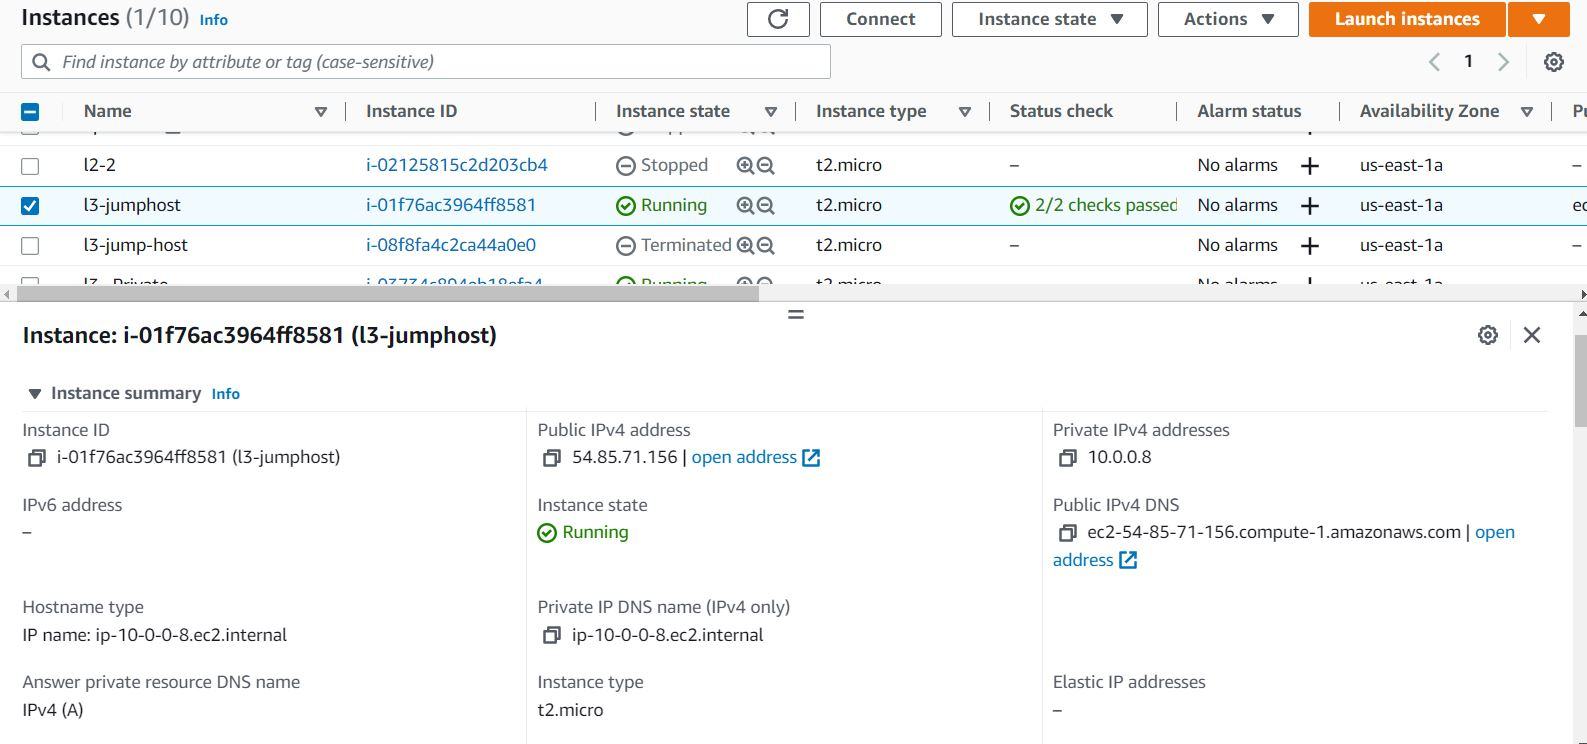 Instances (1/10) Info
Connect
Instance state
Actions
Launch instances
Find instance by attribute or tag (case-sensitive)
1
Name Instance ID Instance state Instance type Status check Alarm status Availability Zone
l2-2 i-02125815c2d203cb4 Stopped t2.micro – No alarms + us-east-1a –
l3-jumphost i-01f76ac3964ff8581 Running t2.micro 2/2 checks passed No alarms + us-east-1a
l3-jump-host i-08f8fa4c2ca44a0e0 Terminated t2.micro – No alarms + us-east-1a –
Instance: i-01f76ac3964ff8581 (l3-jumphost)
Instance summary Info
Instance ID
i-01f76ac3964ff8581 (l3-jumphost)
Public IPv4 address
54.85.71.156 | open address
Private IPv4 addresses
10.0.0.8
IPv6 address
–
Instance state
Running
Public IPv4 DNS
ec2-54-85-71-156.compute-1.amazonaws.com | open
address
Hostname type
IP name: ip-10-0-0-8.ec2.internal
Private IP DNS name (IPv4 only)
ip-10-0-0-8.ec2.internal
Answer private resource DNS name
IPv4 (A)
Instance type
t2.micro
Elastic IP addresses
–